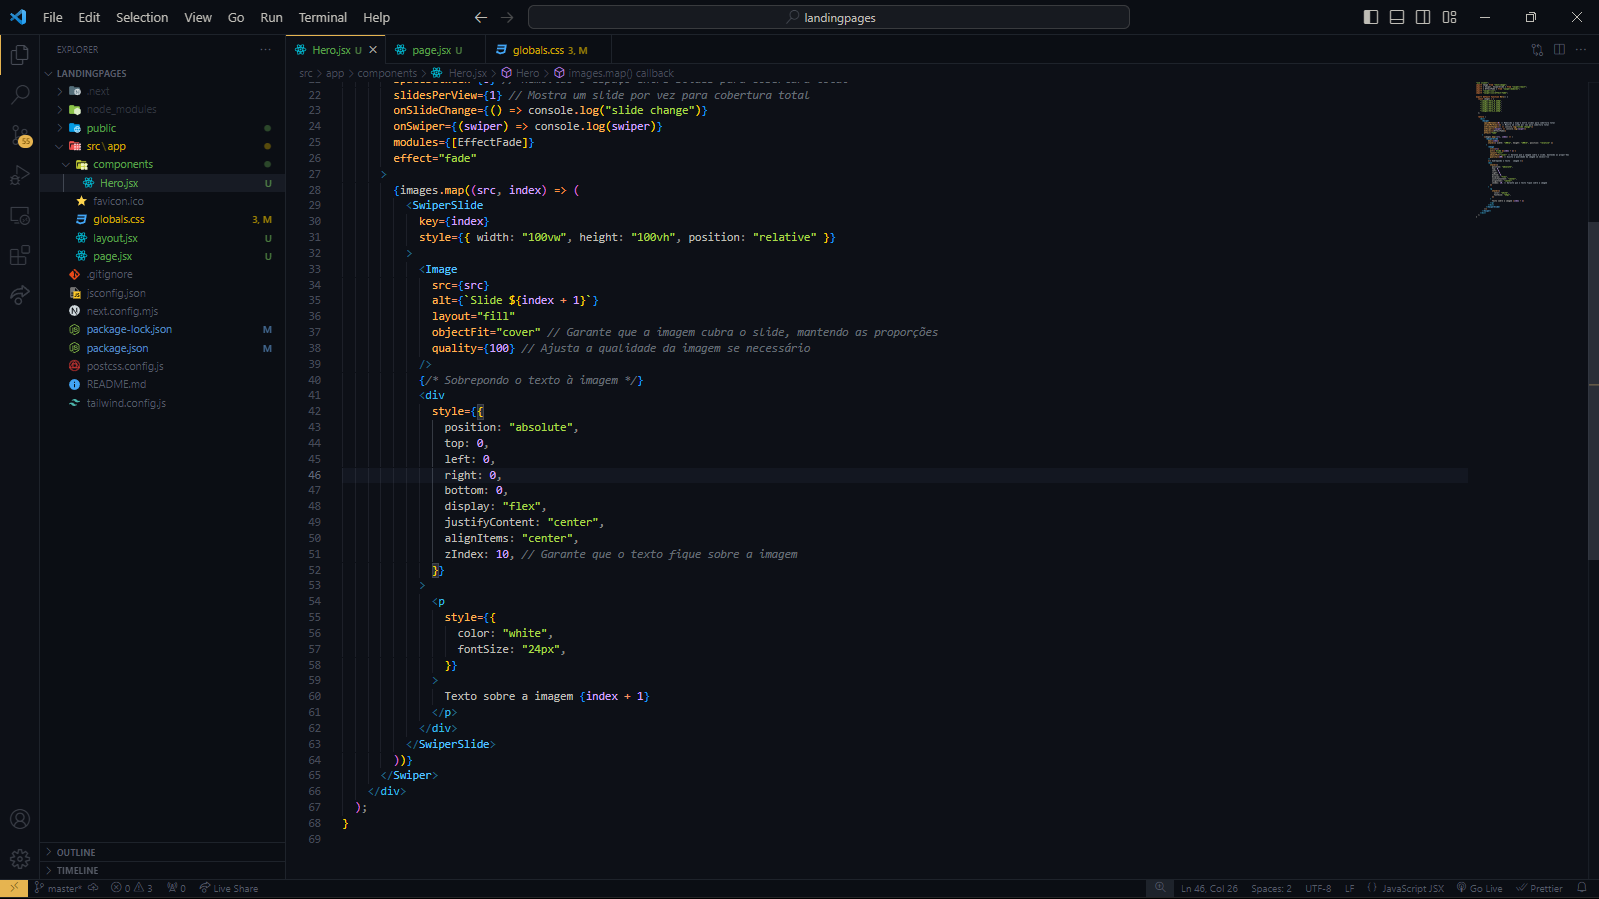 File Edit Selection View Go Run Terminal Help
landingpages
EXPLORER
Hero.jsx U
page.jsx U
globals.css 3, M
src > app > components > Hero.jsx > Hero > images.map() callback
LANDINGPAGES
.next
node_modules
public
src\app
components
Hero.jsx U
favicon.ico
globals.css 3, M
layout.jsx U
page.jsx U
.gitignore
jsconfig.json
next.config.mjs
package-lock.json M
package.json M
postcss.config.js
README.md
tailwind.config.js
55
22 slidesPerView={1} // Mostra um slide por vez para cobertura total
23 onSlideChange={() => console.log("slide change")}
24 onSwiper={(swiper) => console.log(swiper)}
25 modules={[EffectFade]}
26 effect="fade"
27 >
28 {images.map((src, index) => (
29 <SwiperSlide
30 key={index}
31 style={{ width: "100vw", height: "100vh", position: "relative" }}
32 >
33 <Image
34 src={src}
35 alt={`Slide ${index + 1}`}
36 layout="fill"
37 objectFit="cover" // Garante que a imagem cubra o slide, mantendo as proporções
38 quality={100} // Ajusta a qualidade da imagem se necessário
39 />
40 {/* Sobrepondo o texto à imagem */}
41 <div
42 style={{
43 position: "absolute",
44 top: 0,
45 left: 0,
46 right: 0,
47 bottom: 0,
48 display: "flex",
49 justifyContent: "center",
50 alignItems: "center",
51 zIndex: 10, // Garante que o texto fique sobre a imagem
52 }}
53 >
54 <p
55 style={{
56 color: "white",
57 fontSize: "24px",
58 }}
59 >
60 Texto sobre a imagem {index + 1}
61 </p>
62 </div>
63 </SwiperSlide>
64 ))}
65 </Swiper>
66 </div>
67 );
68 }
69
OUTLINE
TIMELINE
master* 0 3 0 Live Share
Ln 46, Col 26 Spaces: 2 UTF-8 LF JavaScript JSX Go Live Prettier